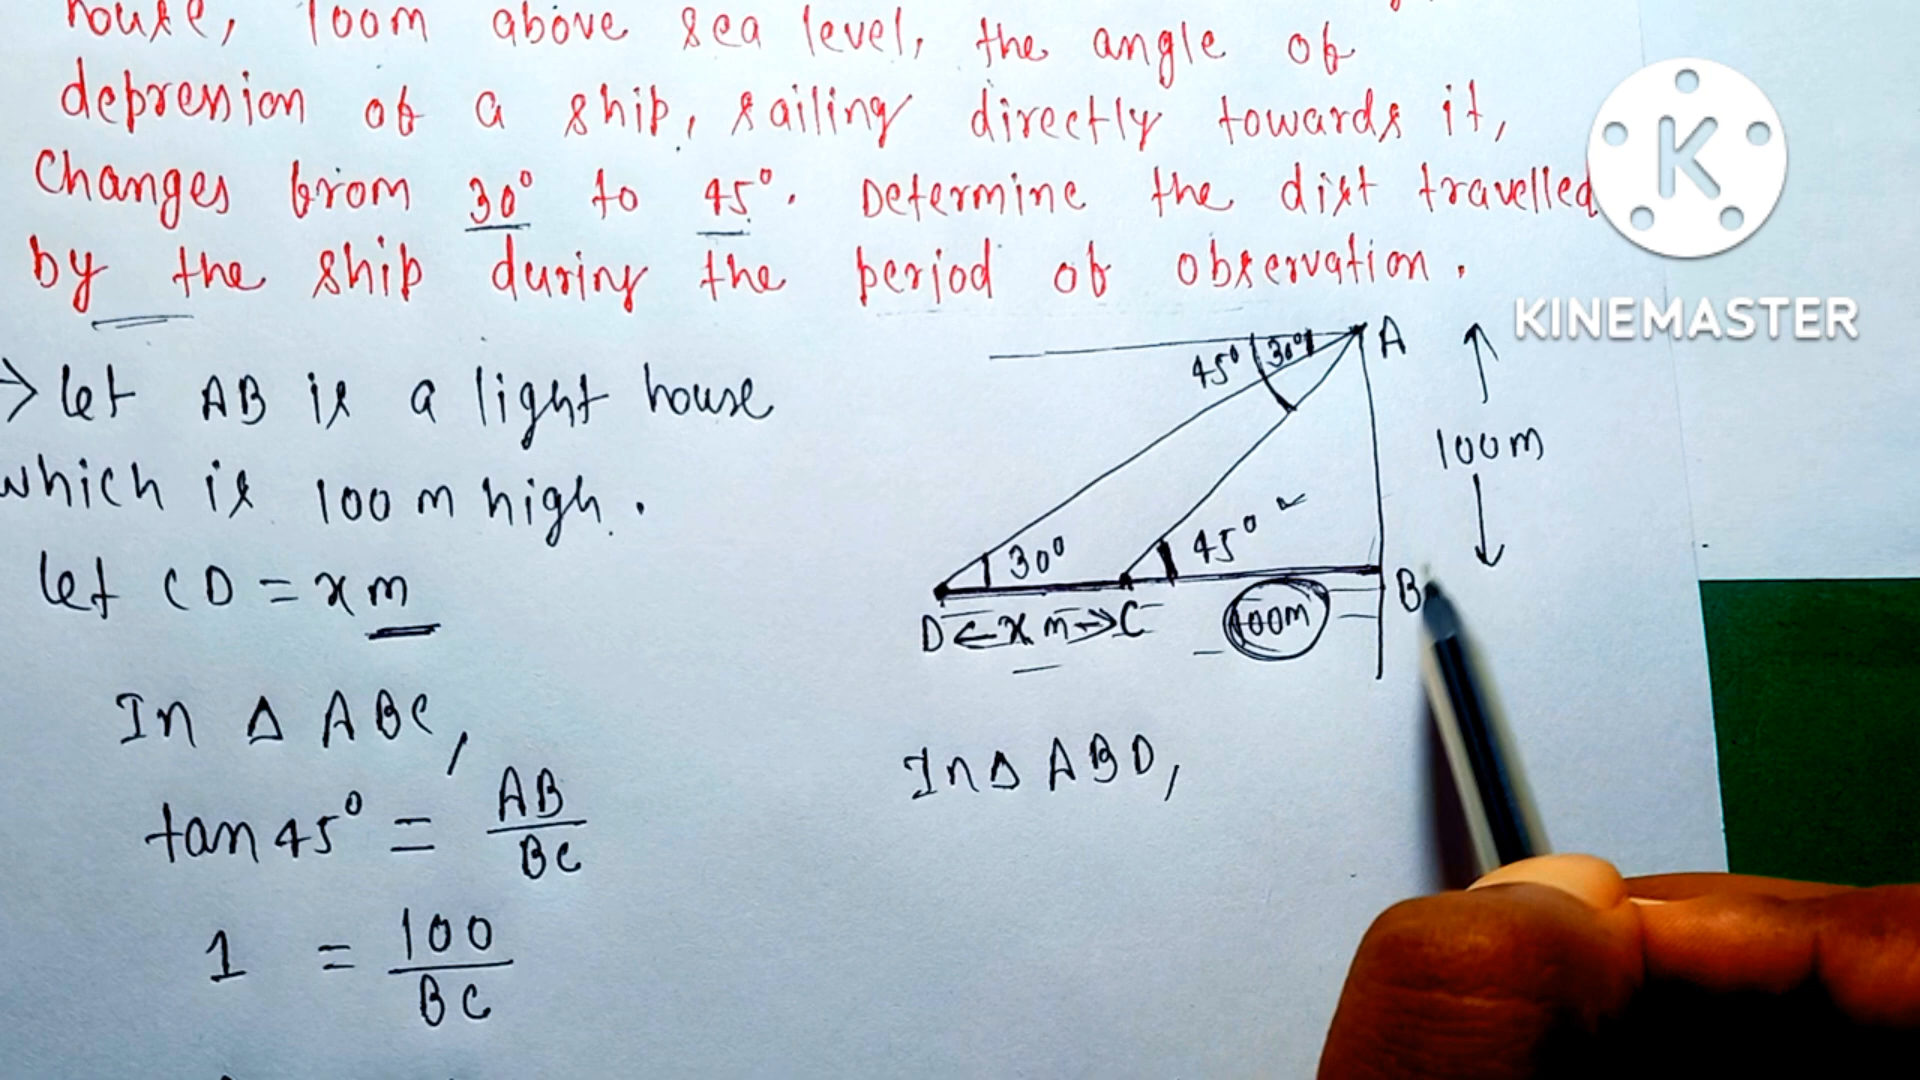 house, 100m above sea level, the angle of
depression of a ship, sailing directly towards it,
Changes from 30° to 45°. Determine the dist travelled
by the ship during the period of observation.
KINEMASTER
→ let AB is a light house
which is 100 m high.
let CD = x m
In Δ ABC,
tan 45° = AB/BC
1 = 100/BC
45° 30° A
100m
30° 45°
D ← x m → C 100m B
In Δ ABD,